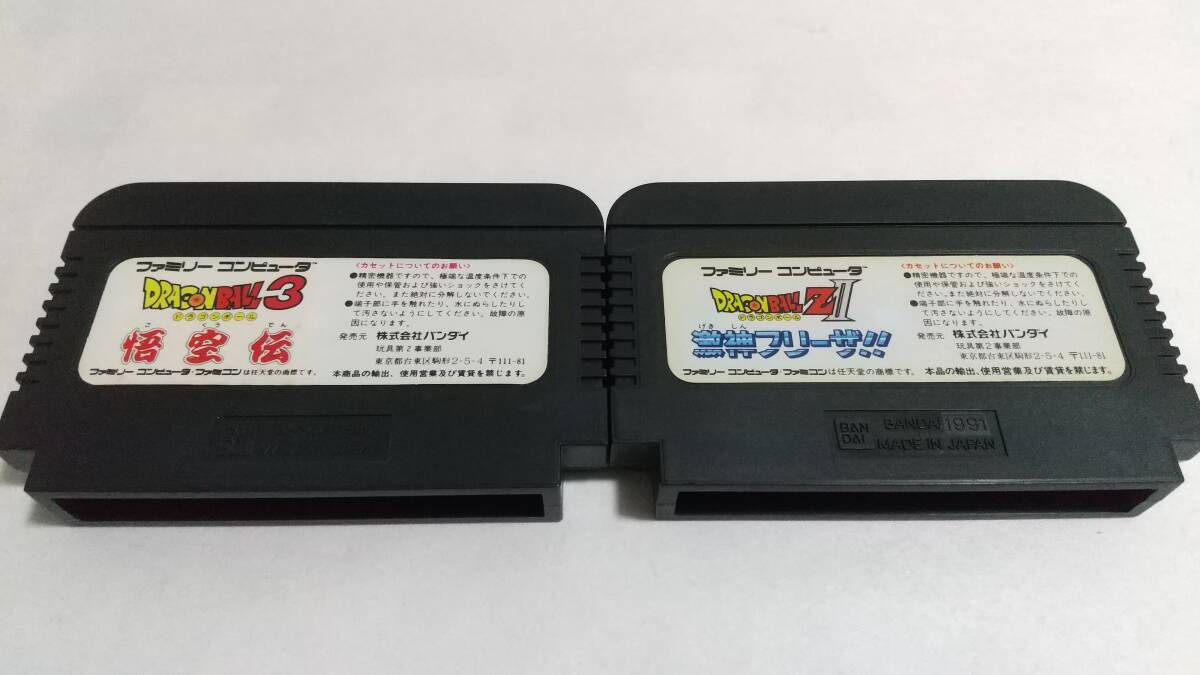 ファミリー コンピュータ™
DRAGON BALL 3
ドラゴンボール
ご くう でん
悟空伝
〈カセットについてのお願い〉
●精密機器ですので、極端な温度条件下での
使用や保管および強いショックをさけてく
ださい。また絶対に分解しないでください。
●端子部に手を触れたり、水にぬらしたりし
て汚さないようにしてください。故障の原
因になります。
発売元 株式会社バンダイ
玩具第2事業部
東京都台東区駒形2-5-4 〒111-81
ファミリー コンピュータ・ファミコンは任天堂の商標です。 本商品の輸出、使用営業及び賃貸を禁じます。
ファミリー コンピュータ™
DRAGON BALL Z II
ドラゴンボール
げき しん
激神フリーザ!!
〈カセットについてのお願い〉
●精密機器ですので、極端な温度条件下での
使用や保管および強いショックをさけてく
ださい。また絶対に分解しないでください。
●端子部に手を触れたり、水にぬらしたりし
て汚さないようにしてください。故障の原
因になります。
発売元 株式会社バンダイ
玩具第2事業部
東京都台東区駒形2-5-4 〒111-81
ファミリー コンピュータ・ファミコンは任天堂の商標です。 本品の輸出、使用営業及び賃貸を禁じます。
BAN
DAI
BANDAI 1991
MADE IN JAPAN